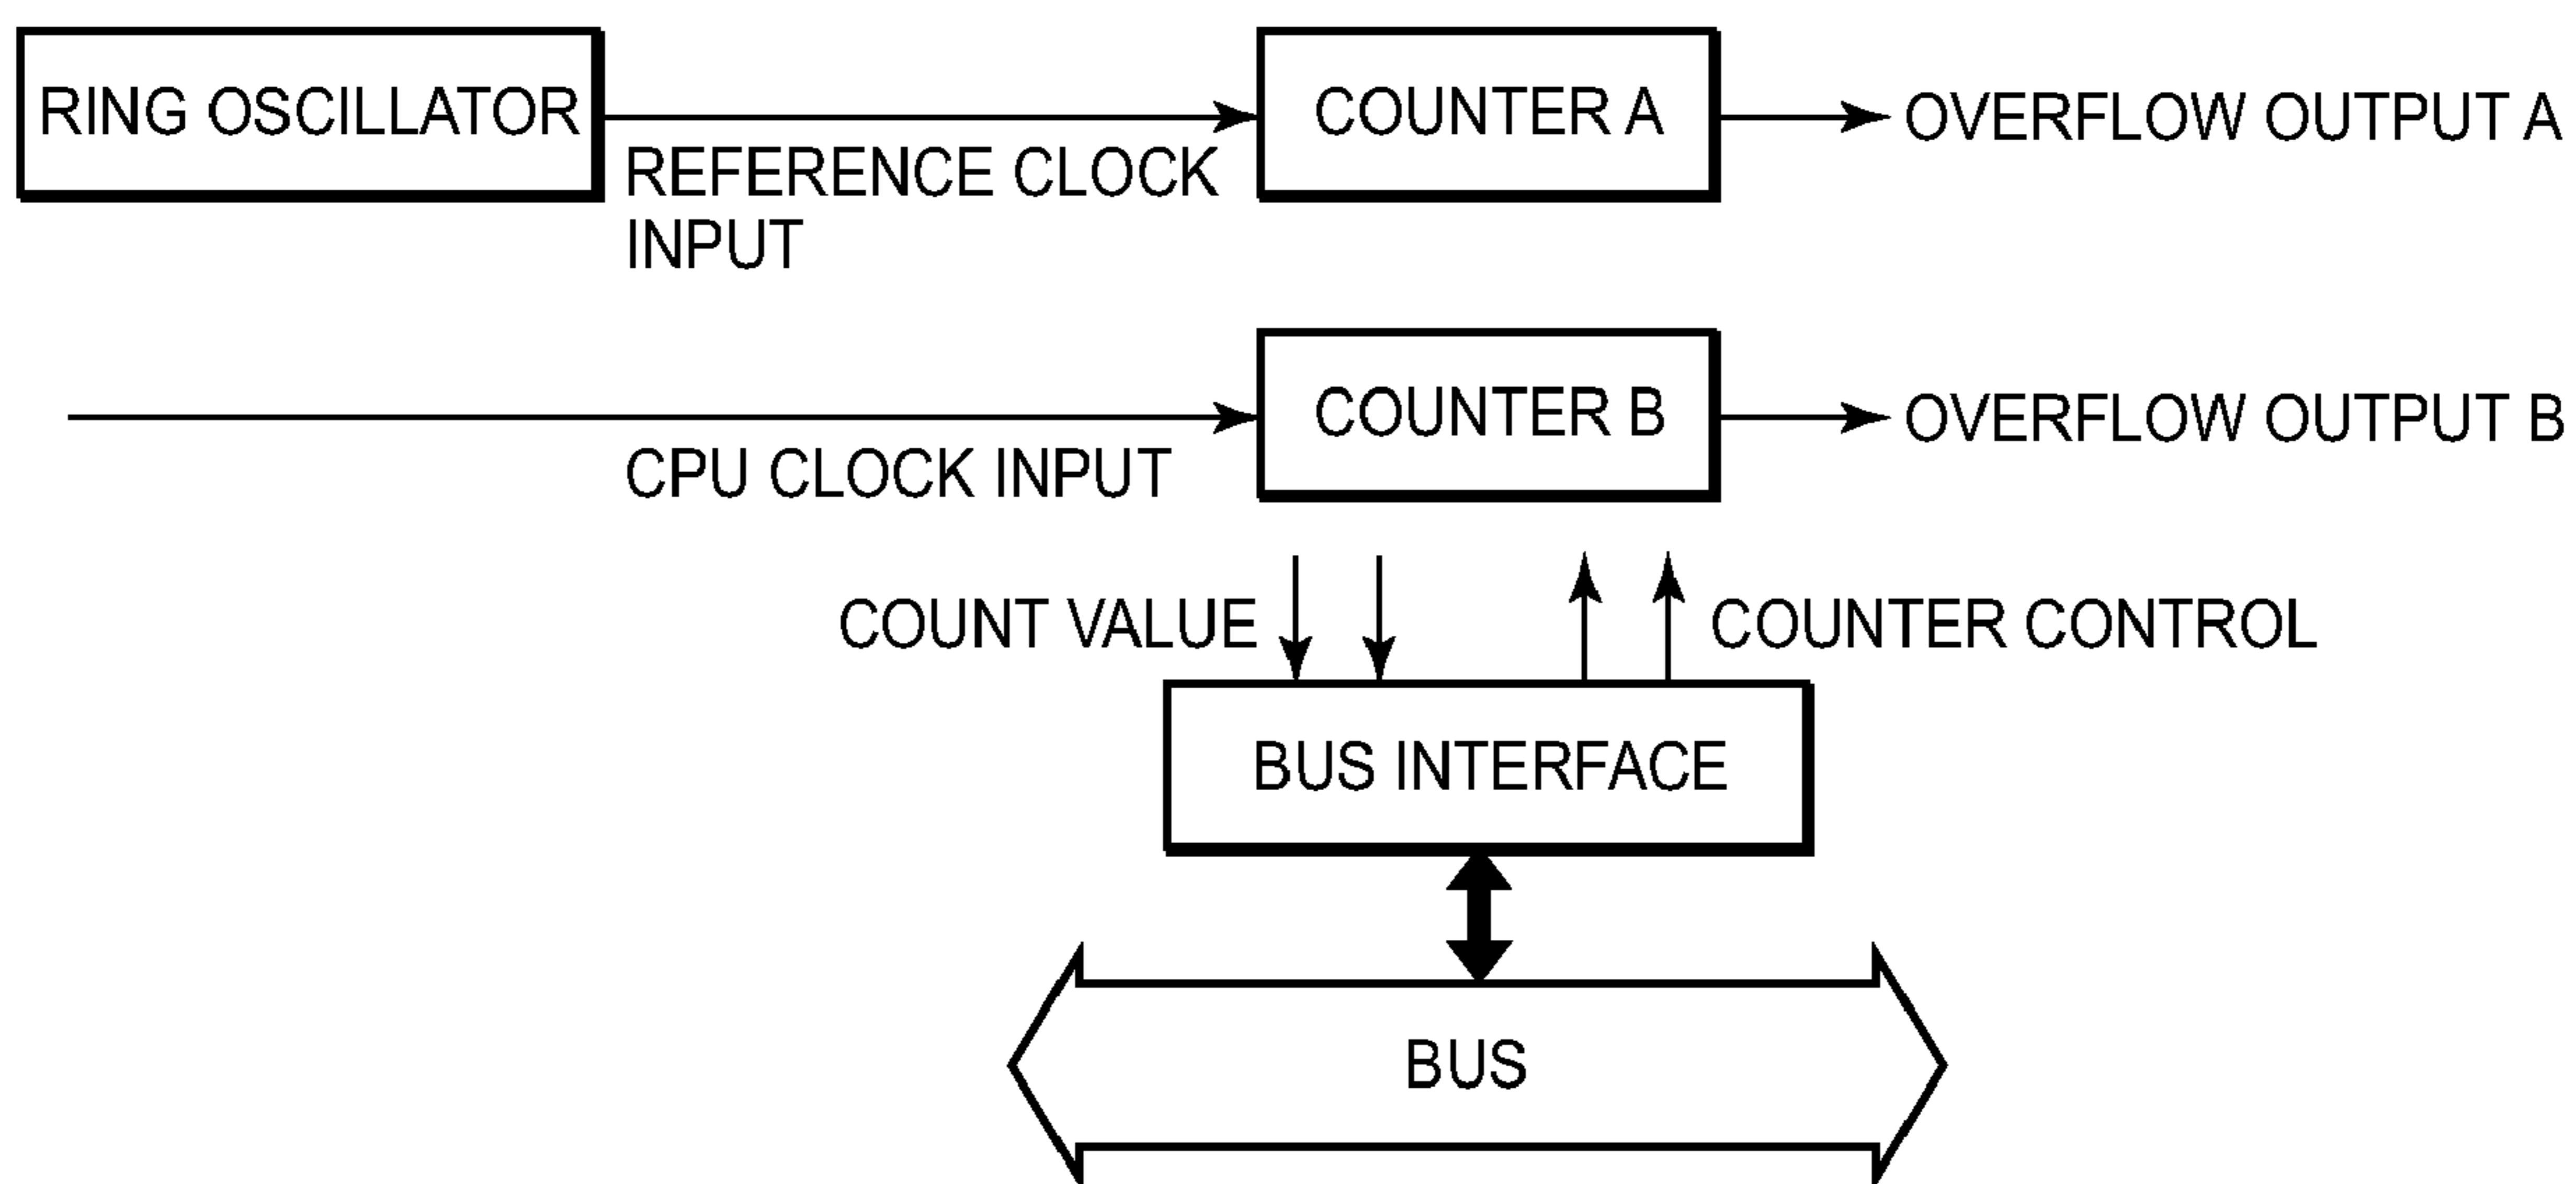 RING OSCILLATOR
COUNTER A
OVERFLOW OUTPUT A
REFERENCE CLOCK
INPUT
COUNTER B
OVERFLOW OUTPUT B
CPU CLOCK INPUT
COUNT VALUE
COUNTER CONTROL
BUS INTERFACE
BUS